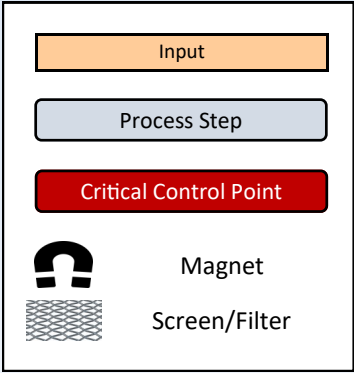 Input
Process Step
Critical Control Point
Magnet
Screen/Filter